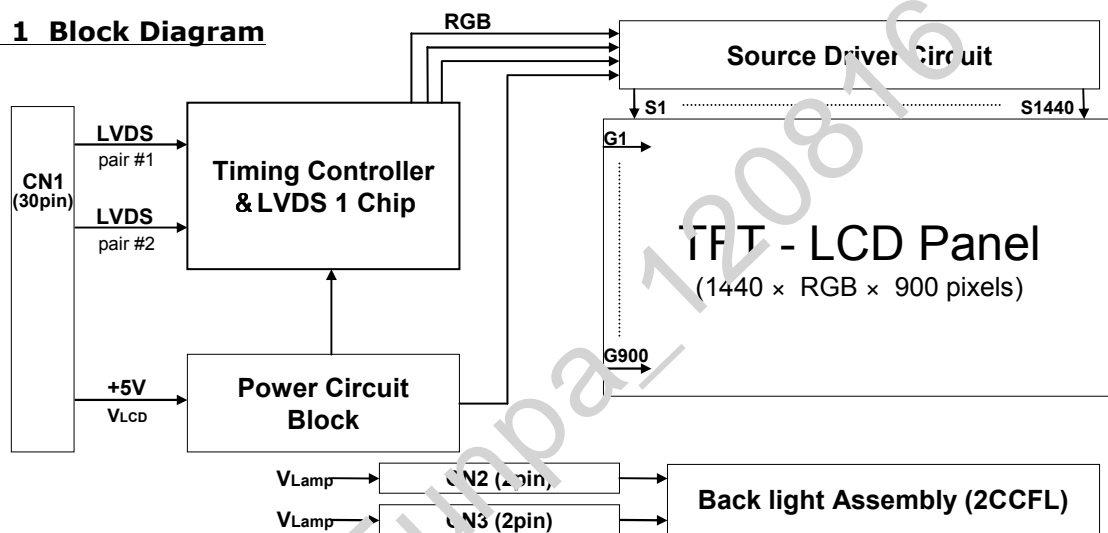 1 Block Diagram
RGB
Source Driver Circuit
S1
S1440
CN1
(30pin)
LVDS
pair #1
LVDS
pair #2
Timing Controller
&LVDS 1 Chip
G1
TFT - LCD Panel
(1440 × RGB × 900 pixels)
G900
+5V
VLCD
Power Circuit
Block
VLamp
CN2 (2pin)
VLamp
CN3 (2pin)
Back light Assembly (2CCFL)
unpa_120816